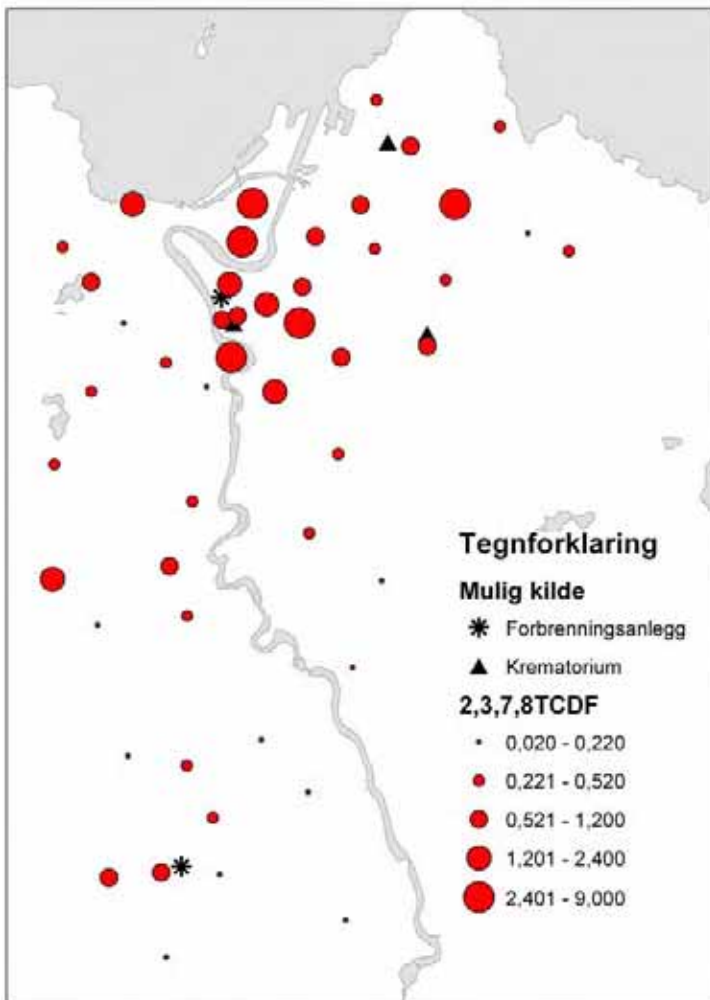 Tegnforklaring
Mulig kilde
Forbrenningsanlegg
Krematorium
2,3,7,8TCDF
0,020 - 0,220
0,221 - 0,520
0,521 - 1,200
1,201 - 2,400
2,401 - 9,000